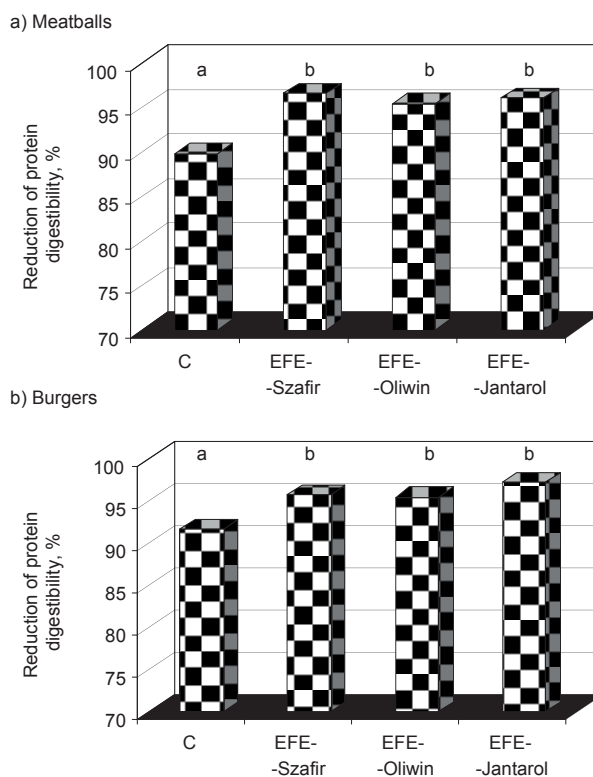 a) Meatballs
a b b b
Reduction of protein
digestibility, %
100
95
90
85
80
75
70
C EFE- EFE- EFE-
-Szafir -Oliwin -Jantarol
b) Burgers
a b b b
Reduction of protein
digestibility, %
100
95
90
85
80
75
70
C EFE- EFE- EFE-
-Szafir -Oliwin -Jantarol